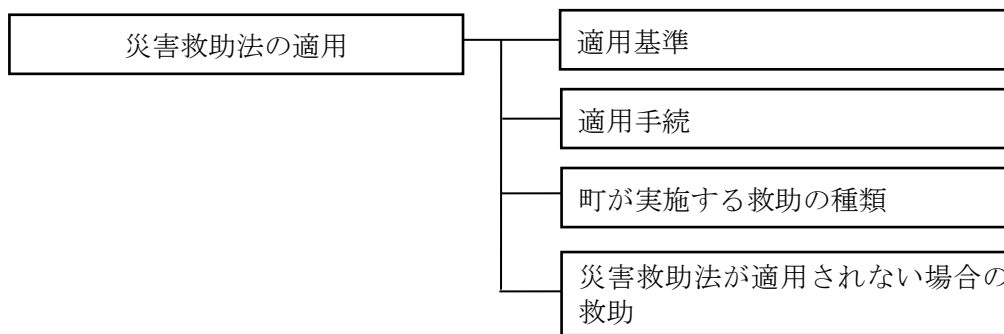 災害救助法の適用
適用基準
適用手続
町が実施する救助の種類
災害救助法が適用されない場合の
救助